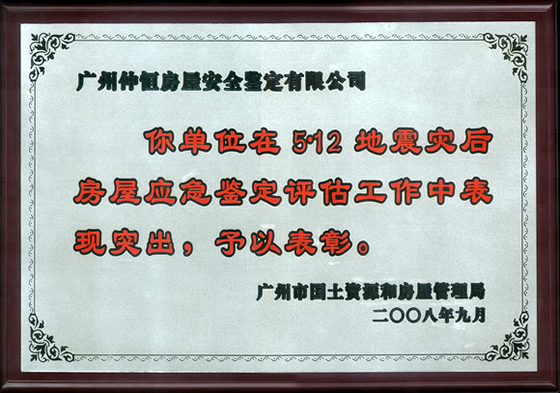 广州仲恒房屋安全鉴定有限公司
你单位在5·12地震灾后
房屋应急鉴定评估工作中表
现突出，予以表彰。
广州市国土资源和房屋管理局
二〇〇八年九月